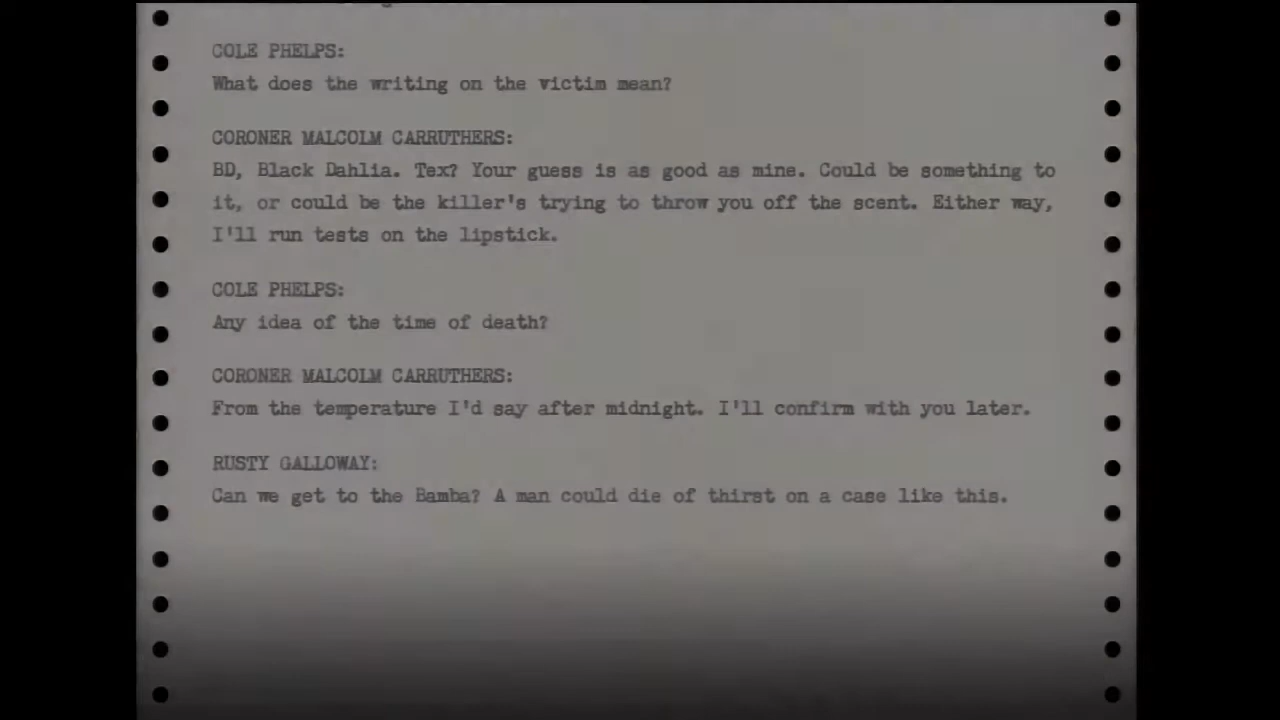 COLE PHELPS:
What does the writing on the victim mean?
CORONER MALCOLM CARRUTHERS:
BD, Black Dahlia. Tex? Your guess is as good as mine. Could be something to
it, or could be the killer's trying to throw you off the scent. Either way,
I'll run tests on the lipstick.
COLE PHELPS:
Any idea of the time of death?
CORONER MALCOLM CARRUTHERS:
From the temperature I'd say after midnight. I'll confirm with you later.
RUSTY GALLOWAY:
Can we get to the Bamba? A man could die of thirst on a case like this.